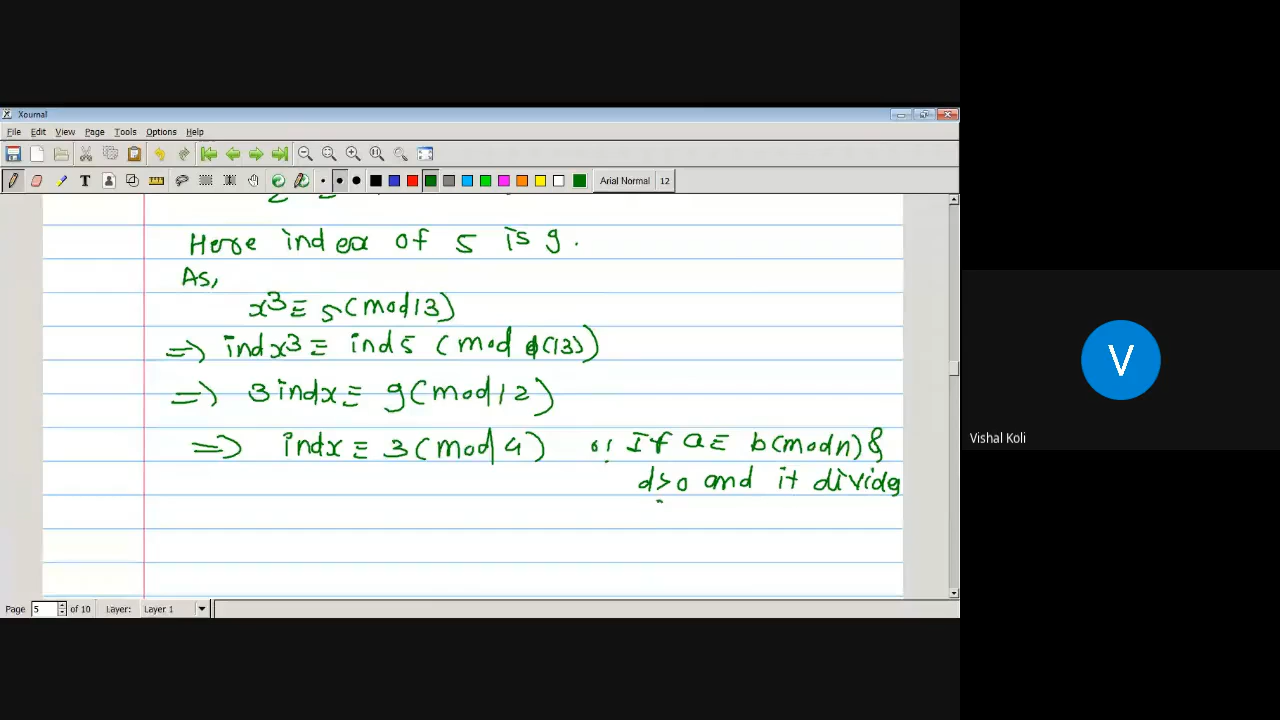 Xournal
File Edit View Page Tools Options Help
Arial Normal 12
Here index of 5 is 9.
As,
x³ ≡ 5 (mod 13)
=> ind x³ ≡ ind 5 (mod φ(13))
=> 3 ind x ≡ 9 (mod 12)
=> ind x ≡ 3 (mod 4) ∵ If a ≡ b (mod n) &
d > 0 and it divides
Vishal Koli
V
Page 5 of 10 Layer: Layer 1